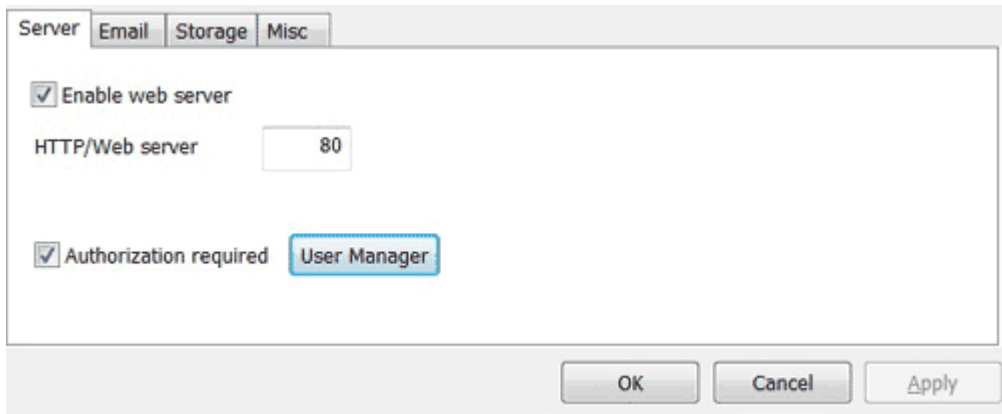 Server Email Storage Misc
Enable web server
HTTP/Web server 80
Authorization required User Manager
OK Cancel Apply